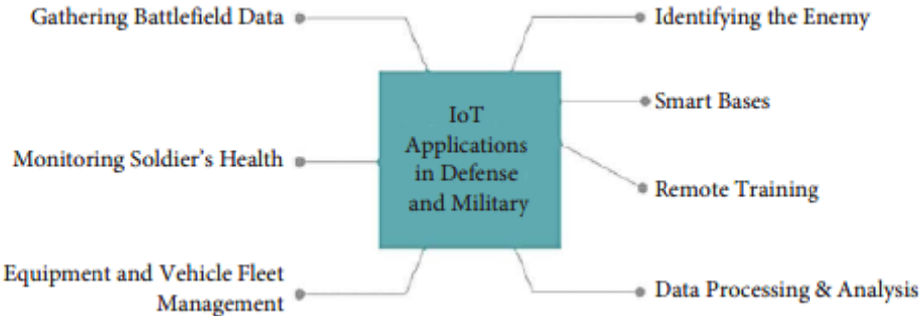 Gathering Battlefield Data
Identifying the Enemy
IoT
Applications
in Defense
and Military
Smart Bases
Monitoring Soldier's Health
Remote Training
Equipment and Vehicle Fleet
Management
Data Processing & Analysis